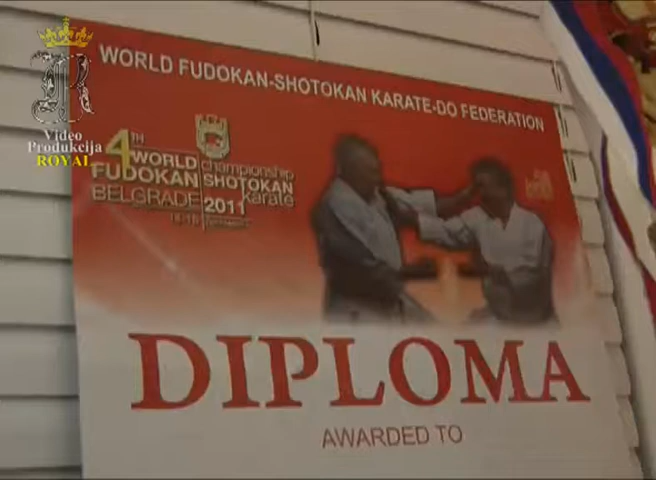 Video
Produkcija
ROYAL
WORLD FUDOKAN-SHOTOKAN KARATE-DO FEDERATION
4TH
WORLD championship
FUDOKAN SHOTOKAN
BELGRADE 2011 karate
DIPLOMA
AWARDED TO